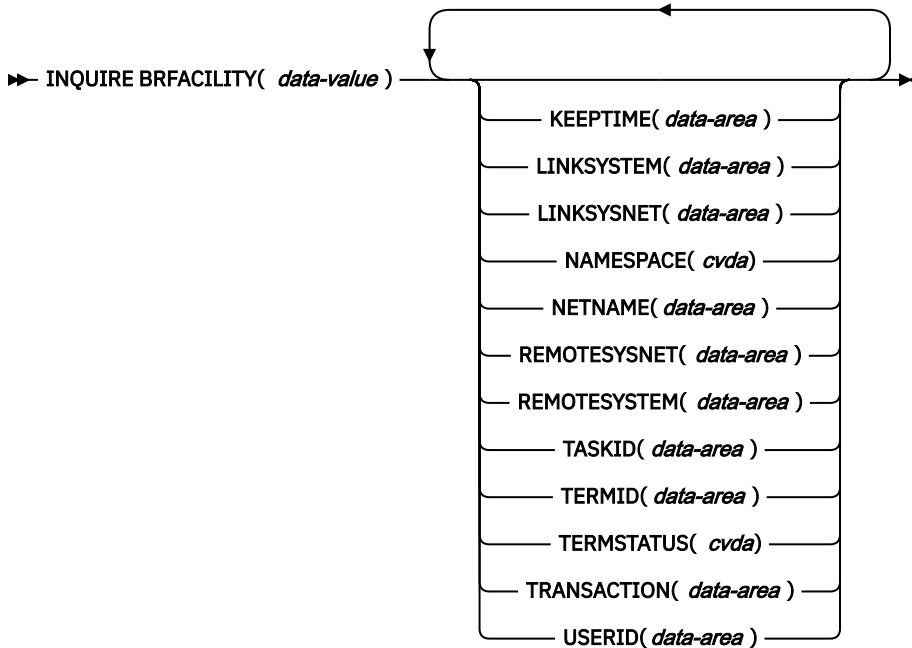 INQUIRE BRFACILITY( data-value )
KEEPTIME( data-area )
LINKSYSTEM( data-area )
LINKSYSNET( data-area )
NAMESPACE( cvda)
NETNAME( data-area )
REMOTESYSNET( data-area )
REMOTESYSTEM( data-area )
TASKID( data-area )
TERMID( data-area )
TERMSTATUS( cvda)
TRANSACTION( data-area )
USERID( data-area )